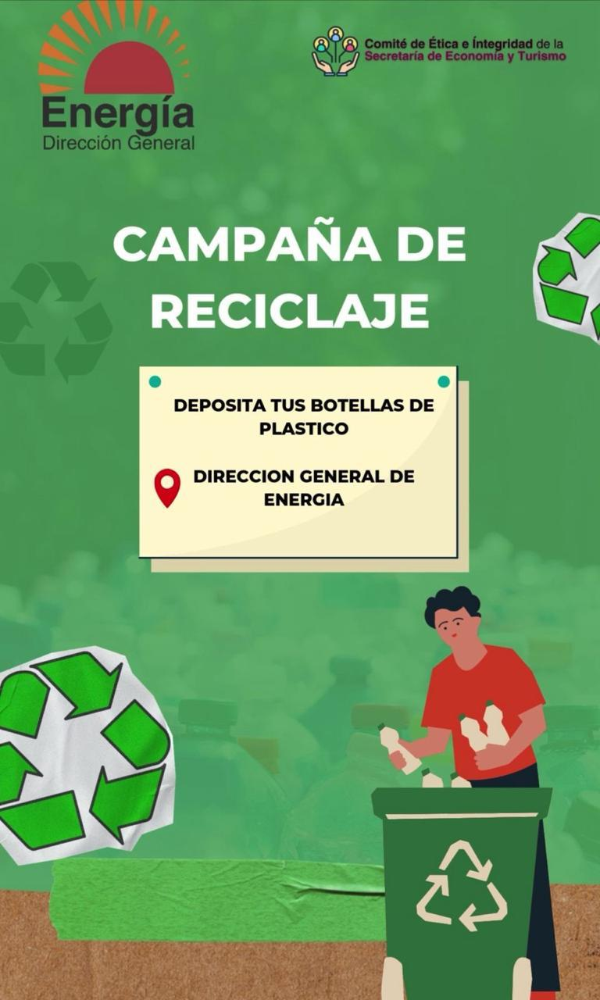 Energía
Dirección General
Comité de Ética e Íntegridad de la
Secretaría de Economía y Turismo
CAMPAÑA DE
RECICLAJE
DEPOSITA TUS BOTELLAS DE
PLASTICO
DIRECCION GENERAL DE
ENERGIA